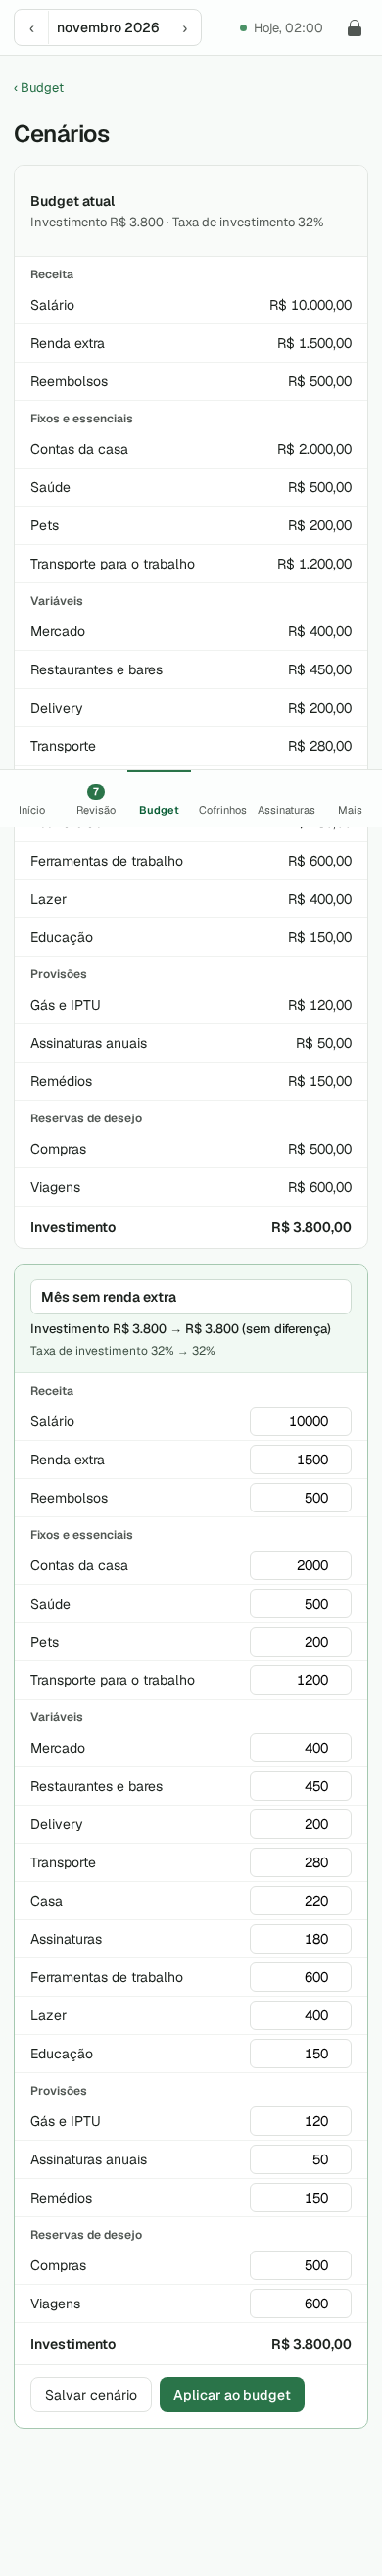 ‹ novembro 2026 › Hoje, 02:00
‹ Budget
Cenários
Budget atual
Investimento R$ 3.800 · Taxa de investimento 32%
Receita
Salário R$ 10.000,00
Renda extra R$ 1.500,00
Reembolsos R$ 500,00
Fixos e essenciais
Contas da casa R$ 2.000,00
Saúde R$ 500,00
Pets R$ 200,00
Transporte para o trabalho R$ 1.200,00
Variáveis
Mercado R$ 400,00
Restaurantes e bares R$ 450,00
Delivery R$ 200,00
Transporte R$ 280,00
7
Início Revisão Budget Cofrinhos Assinaturas Mais
Ferramentas de trabalho R$ 600,00
Lazer R$ 400,00
Educação R$ 150,00
Provisões
Gás e IPTU R$ 120,00
Assinaturas anuais R$ 50,00
Remédios R$ 150,00
Reservas de desejo
Compras R$ 500,00
Viagens R$ 600,00
Investimento R$ 3.800,00
Mês sem renda extra
Investimento R$ 3.800 → R$ 3.800 (sem diferença)
Taxa de investimento 32% → 32%
Receita
Salário 10000
Renda extra 1500
Reembolsos 500
Fixos e essenciais
Contas da casa 2000
Saúde 500
Pets 200
Transporte para o trabalho 1200
Variáveis
Mercado 400
Restaurantes e bares 450
Delivery 200
Transporte 280
Casa 220
Assinaturas 180
Ferramentas de trabalho 600
Lazer 400
Educação 150
Provisões
Gás e IPTU 120
Assinaturas anuais 50
Remédios 150
Reservas de desejo
Compras 500
Viagens 600
Investimento R$ 3.800,00
Salvar cenário Aplicar ao budget